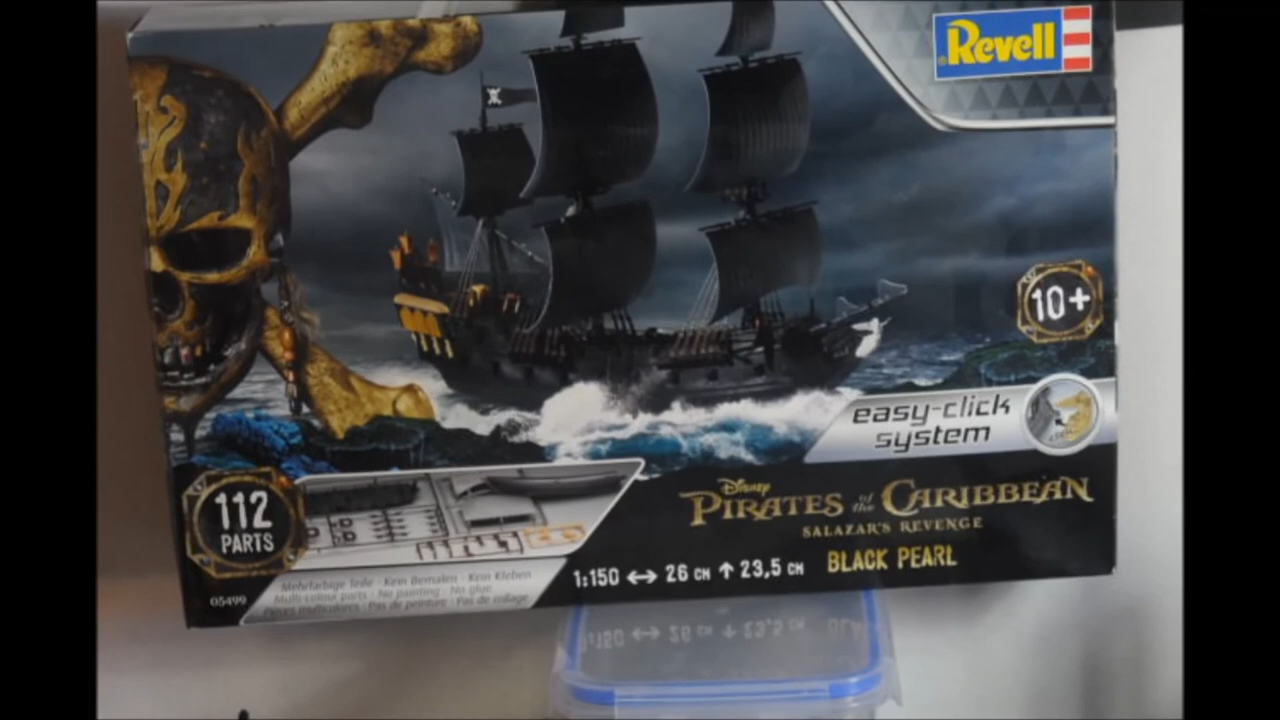 Revell
10+
easy-click
system
112
PARTS
Disney
PIRATES of the CARIBBEAN
SALAZAR'S REVENGE
BLACK PEARL
1:150 ↔ 26 CM ↑ 23,5 CM
Mehrfarbige Teile · Kein Bemalen · Kein Kleben
Multi-colour parts · No painting · No glue
Pièces multicolores · Pas de peinture · Pas de collage
05499